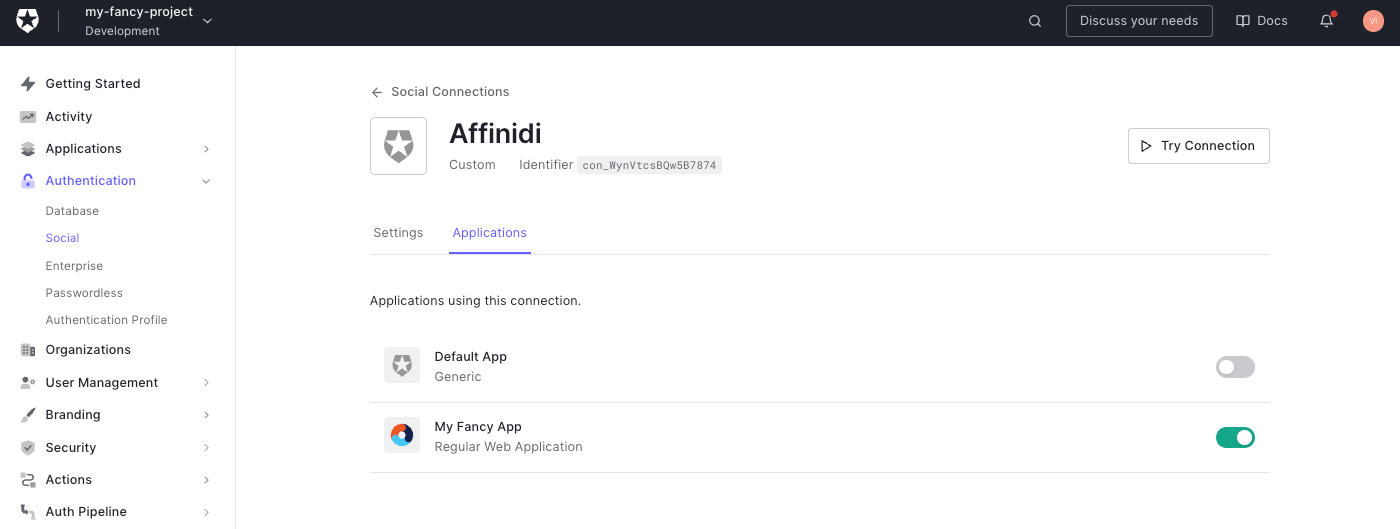 my-fancy-project
Development
Discuss your needs
Docs
VI
Getting Started
Activity
Applications
Authentication
Database
Social
Enterprise
Passwordless
Authentication Profile
Organizations
User Management
Branding
Security
Actions
Auth Pipeline
Social Connections
Affinidi
Custom Identifier con_WynVtcsBQw5B7874
Try Connection
Settings Applications
Applications using this connection.
Default App
Generic
My Fancy App
Regular Web Application